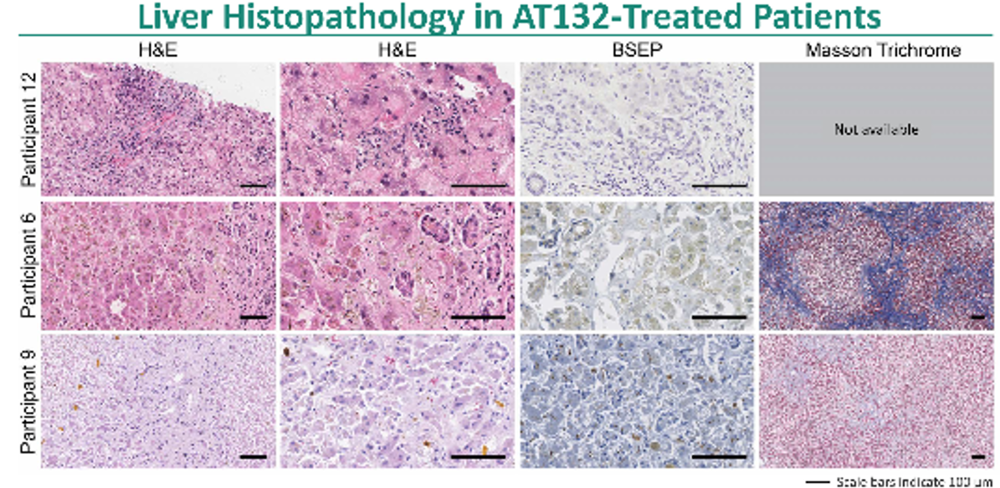 Liver Histopathology in AT132-Treated Patients
H&E H&E BSEP Masson Trichrome
Participant 12
Not available
Participant 6
Participant 9
Scale bars indicate 100 μm